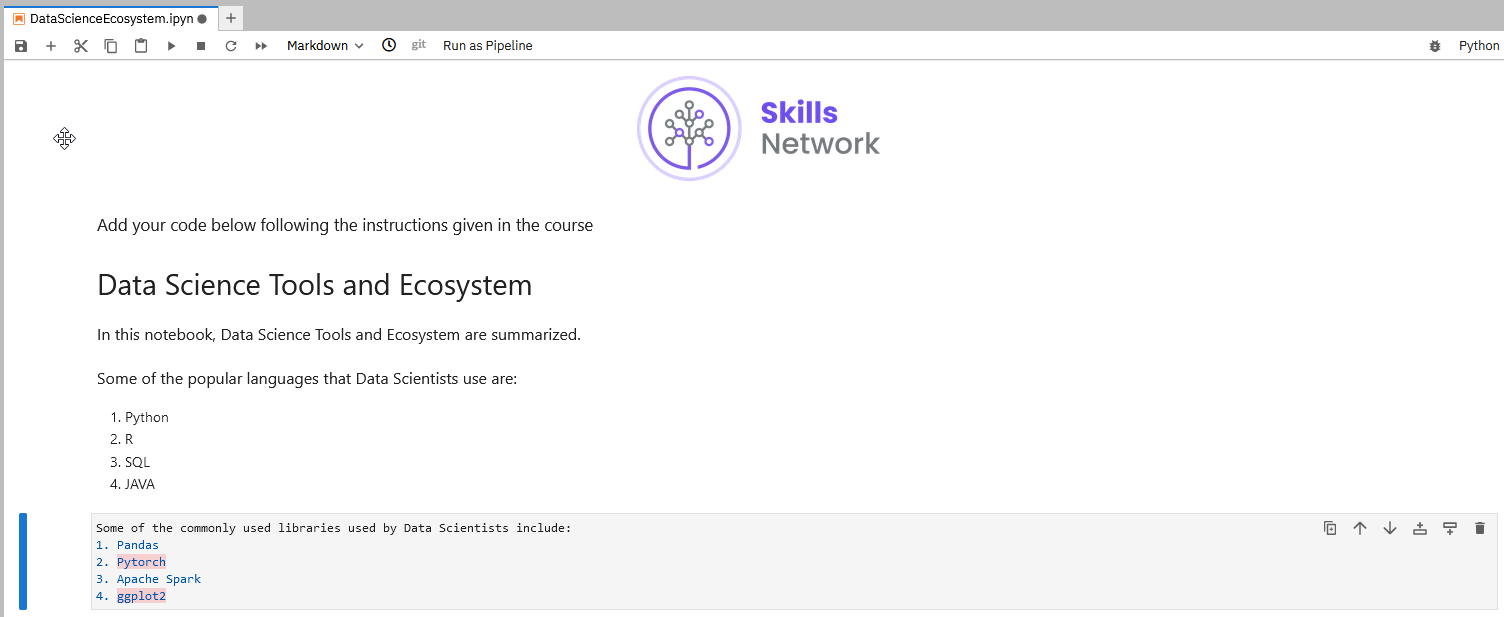 DataScienceEcosystem.ipyn
Markdown
git
Run as Pipeline
Python
Skills
Network
Add your code below following the instructions given in the course
Data Science Tools and Ecosystem
In this notebook, Data Science Tools and Ecosystem are summarized.
Some of the popular languages that Data Scientists use are:
1. Python
2. R
3. SQL
4. JAVA
Some of the commonly used libraries used by Data Scientists include:
1. Pandas
2. Pytorch
3. Apache Spark
4. ggplot2